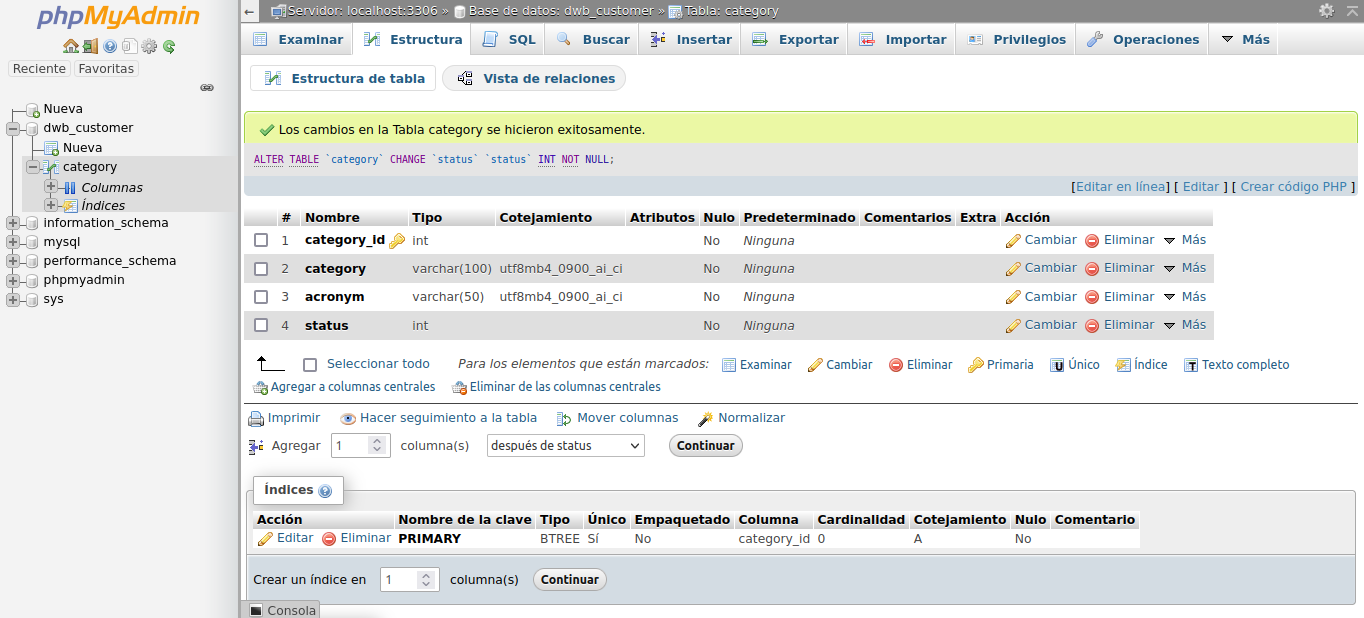 phpMyAdmin
Servidor: localhost:3306 » Base de datos: dwb_customer » Tabla: category
Examinar Estructura SQL Buscar Insertar Exportar Importar Privilegios Operaciones Más
Reciente Favoritas
Nueva
dwb_customer
Nueva
category
Columnas
Índices
information_schema
mysql
performance_schema
phpmyadmin
sys
Estructura de tabla Vista de relaciones
Los cambios en la Tabla category se hicieron exitosamente.
ALTER TABLE `category` CHANGE `status` `status` INT NOT NULL;
[Editar en línea] [ Editar ] [ Crear código PHP ]
# Nombre Tipo Cotejamiento Atributos Nulo Predeterminado Comentarios Extra Acción
1 category_id int No Ninguna Cambiar Eliminar Más
2 category varchar(100) utf8mb4_0900_ai_ci No Ninguna Cambiar Eliminar Más
3 acronym varchar(50) utf8mb4_0900_ai_ci No Ninguna Cambiar Eliminar Más
4 status int No Ninguna Cambiar Eliminar Más
Seleccionar todo Para los elementos que están marcados: Examinar Cambiar Eliminar Primaria Único Índice Texto completo
Agregar a columnas centrales Eliminar de las columnas centrales
Imprimir Hacer seguimiento a la tabla Mover columnas Normalizar
Agregar 1 columna(s) después de status Continuar
Índices
Acción Nombre de la clave Tipo Único Empaquetado Columna Cardinalidad Cotejamiento Nulo Comentario
Editar Eliminar PRIMARY BTREE Sí No category_id 0 A No
Crear un índice en 1 columna(s) Continuar
Consola